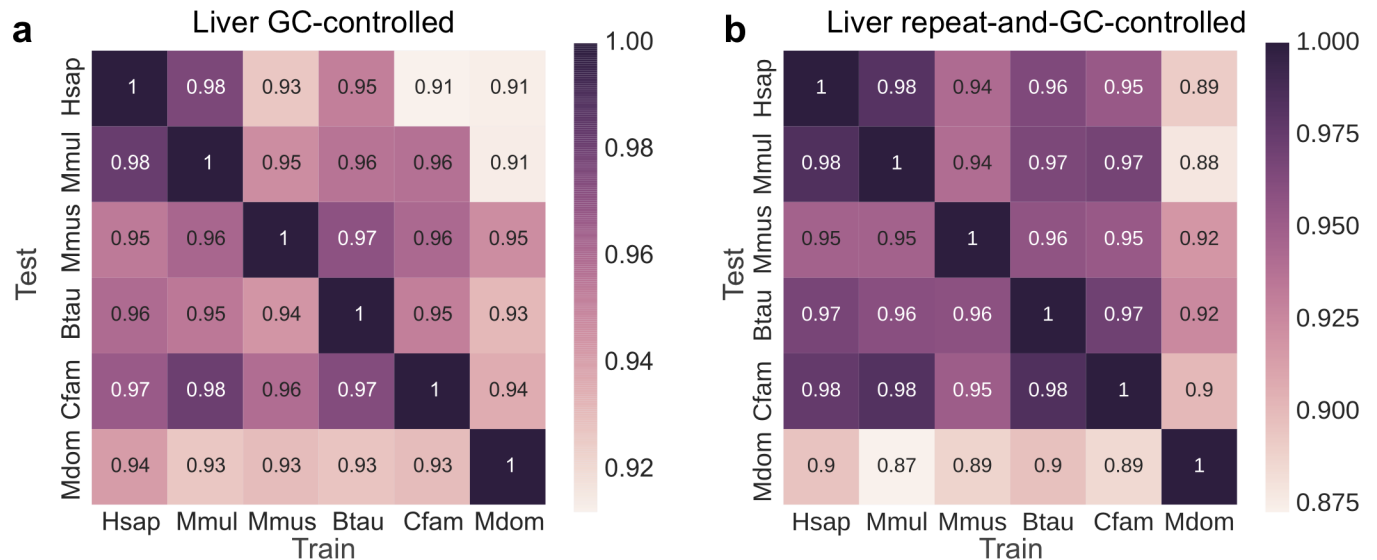 a
Liver GC-controlled
Test
Hsap 1 0.98 0.93 0.95 0.91 0.91
Mmul 0.98 1 0.95 0.96 0.96 0.91
Mmus 0.95 0.96 1 0.97 0.96 0.95
Btau 0.96 0.95 0.94 1 0.95 0.93
Cfam 0.97 0.98 0.96 0.97 1 0.94
Mdom 0.94 0.93 0.93 0.93 0.93 1
Hsap Mmul Mmus Btau Cfam Mdom
Train
1.00
0.98
0.96
0.94
0.92
b
Liver repeat-and-GC-controlled
Test
Hsap 1 0.98 0.94 0.96 0.95 0.89
Mmul 0.98 1 0.94 0.97 0.97 0.88
Mmus 0.95 0.95 1 0.96 0.95 0.92
Btau 0.97 0.96 0.96 1 0.97 0.92
Cfam 0.98 0.98 0.95 0.98 1 0.9
Mdom 0.9 0.87 0.89 0.9 0.89 1
Hsap Mmul Mmus Btau Cfam Mdom
Train
1.000
0.975
0.950
0.925
0.900
0.875